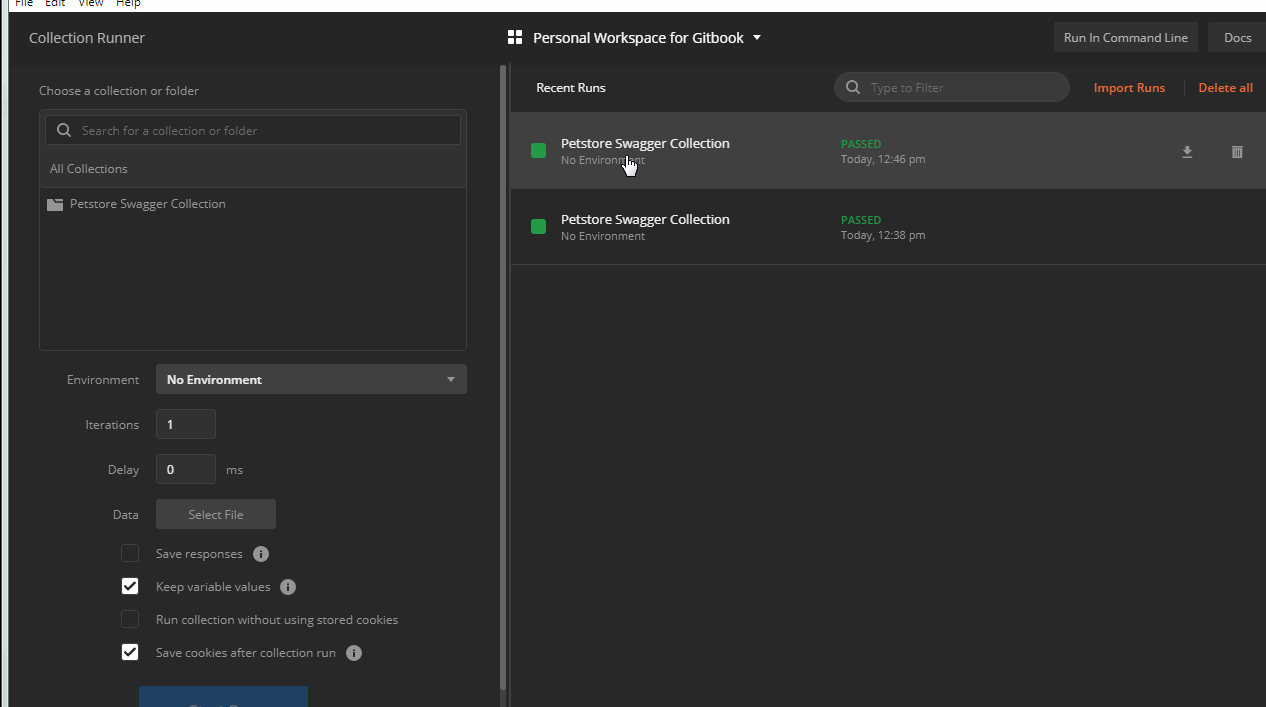 File Edit View Help
Collection Runner
Personal Workspace for Gitbook
Run In Command Line
Docs
Choose a collection or folder
Search for a collection or folder
All Collections
Petstore Swagger Collection
Environment No Environment
Iterations 1
Delay 0 ms
Data Select File
Save responses
Keep variable values
Run collection without using stored cookies
Save cookies after collection run
Recent Runs
Type to Filter
Import Runs
Delete all
Petstore Swagger Collection
No Environment
PASSED
Today, 12:46 pm
Petstore Swagger Collection
No Environment
PASSED
Today, 12:38 pm